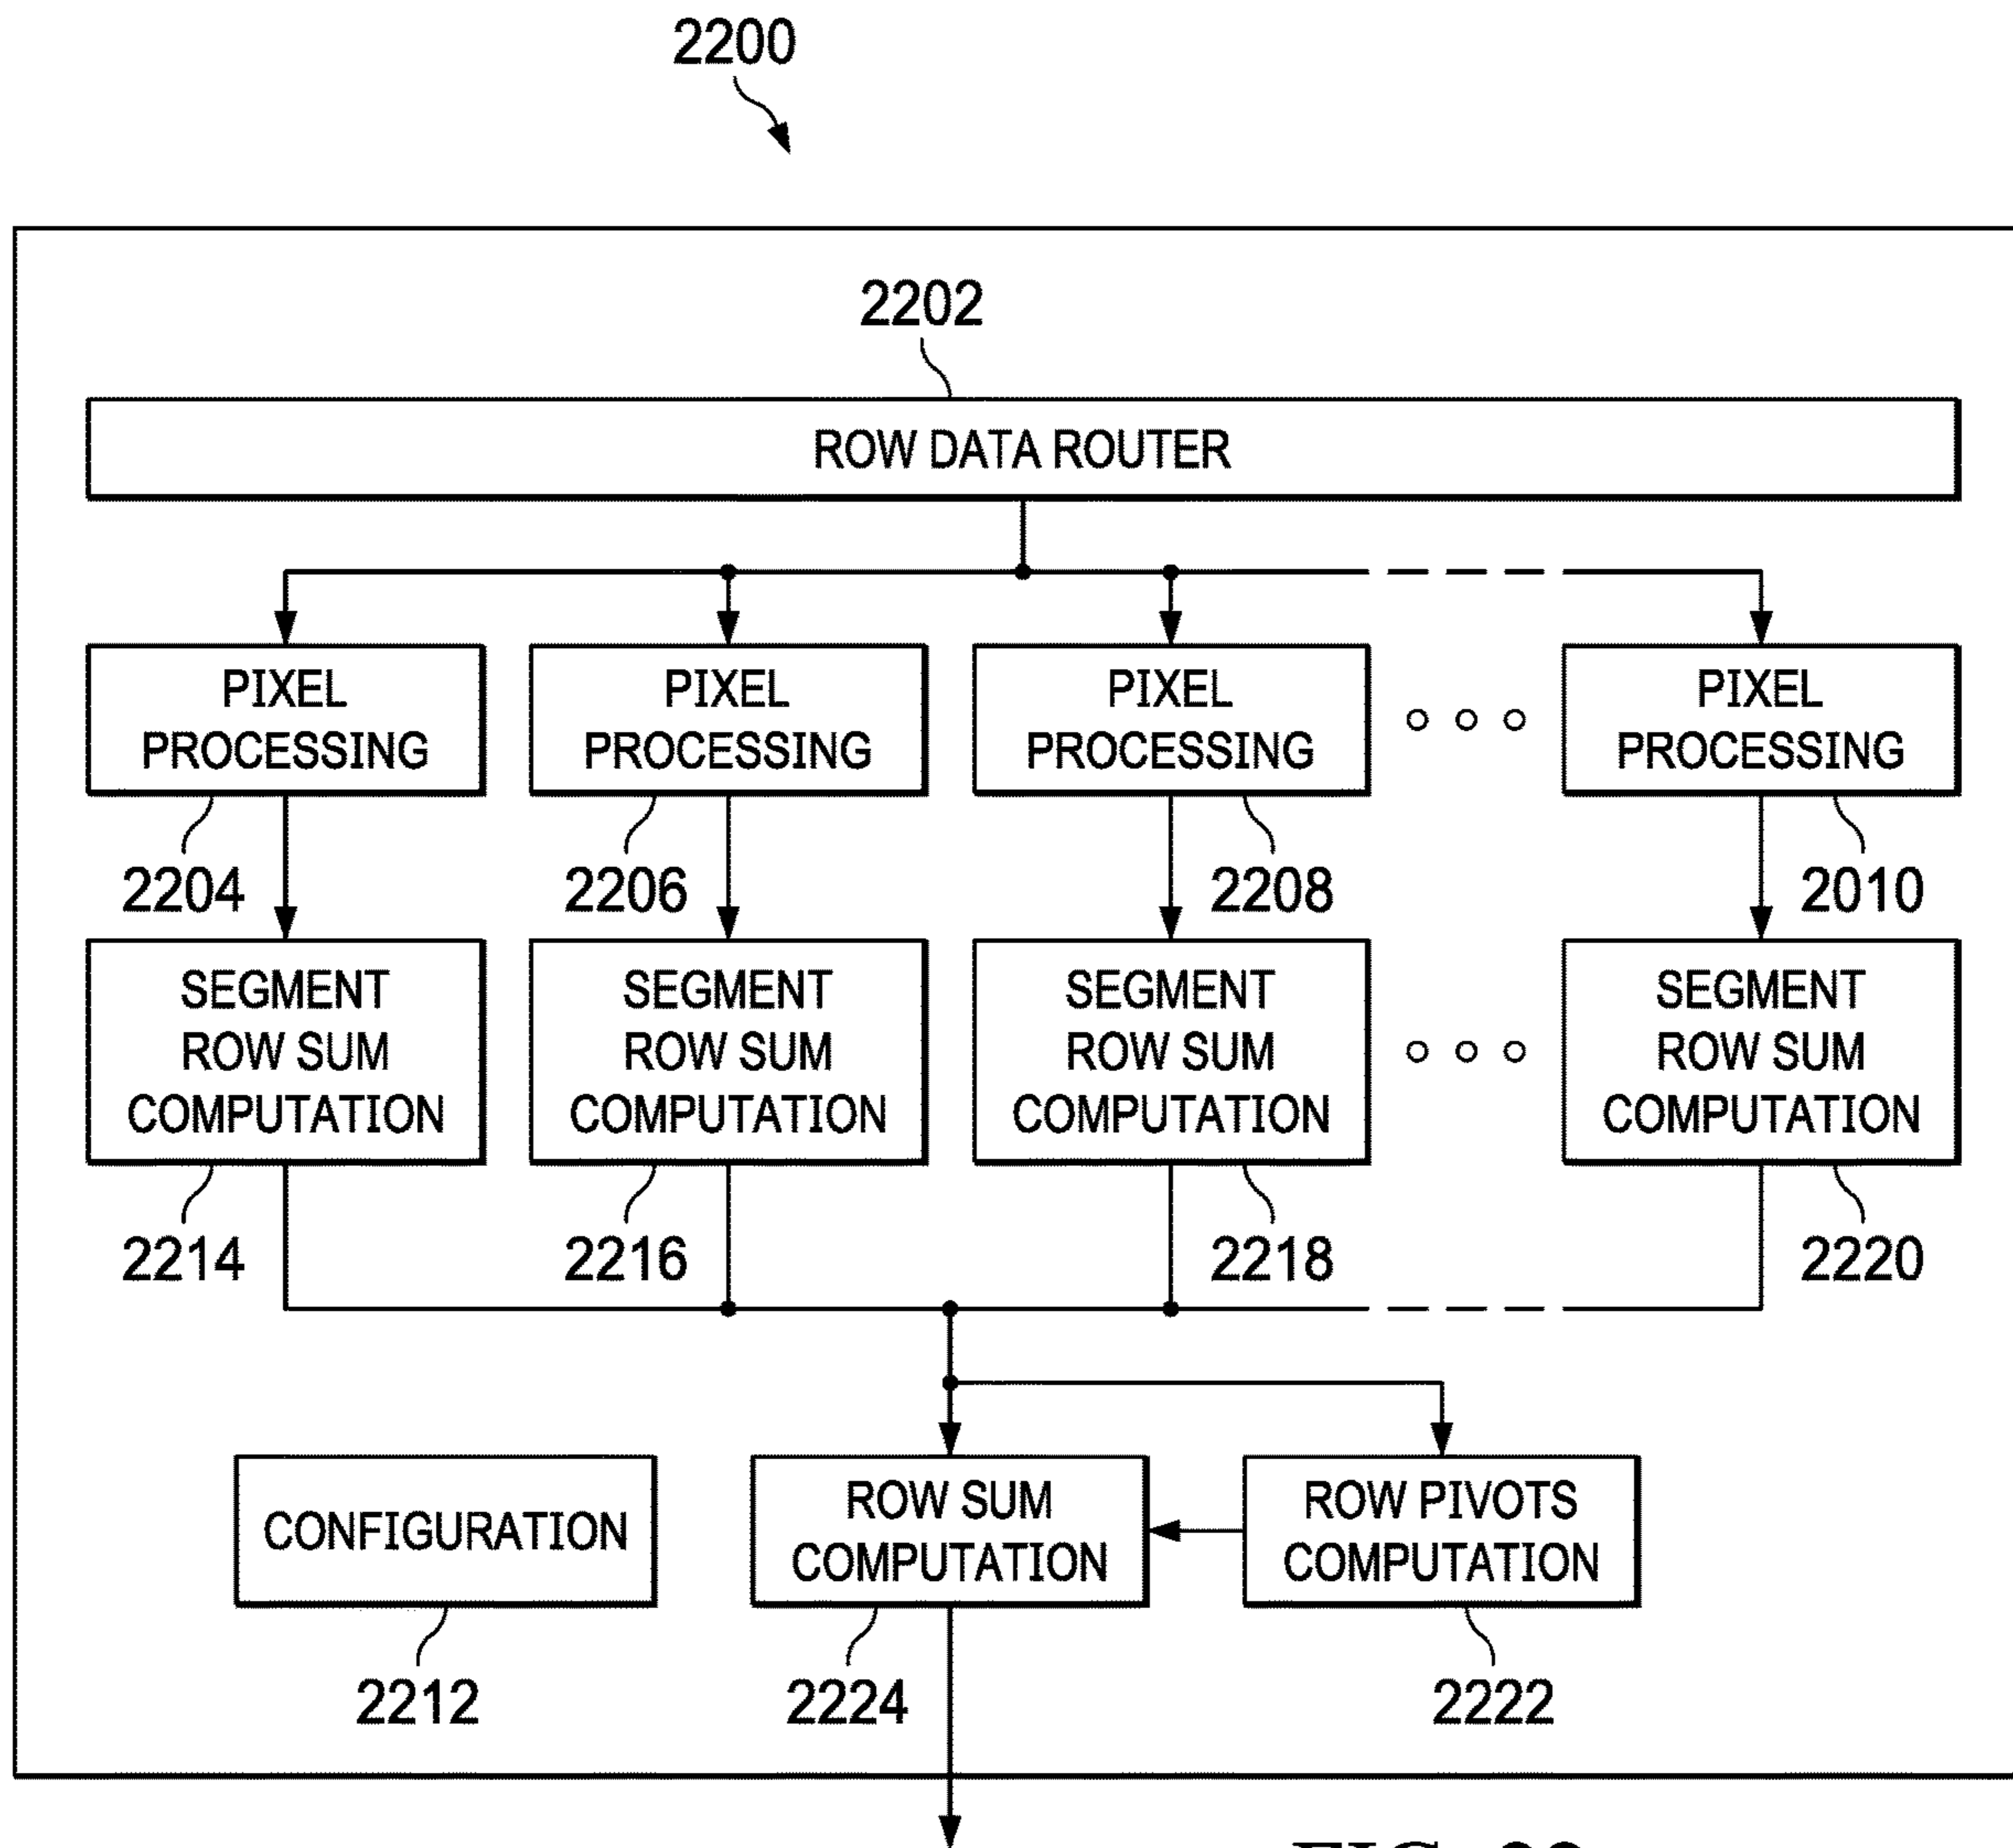 2200
2202
ROW DATA ROUTER
PIXEL
PROCESSING
PIXEL
PROCESSING
PIXEL
PROCESSING
PIXEL
PROCESSING
2204
2206
2208
2010
SEGMENT
ROW SUM
COMPUTATION
SEGMENT
ROW SUM
COMPUTATION
SEGMENT
ROW SUM
COMPUTATION
SEGMENT
ROW SUM
COMPUTATION
2214
2216
2218
2220
CONFIGURATION
ROW SUM
COMPUTATION
ROW PIVOTS
COMPUTATION
2212
2224
2222